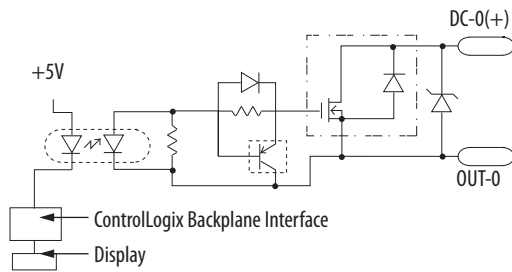 DC-0(+)
+5V
OUT-0
ControlLogix Backplane Interface
Display